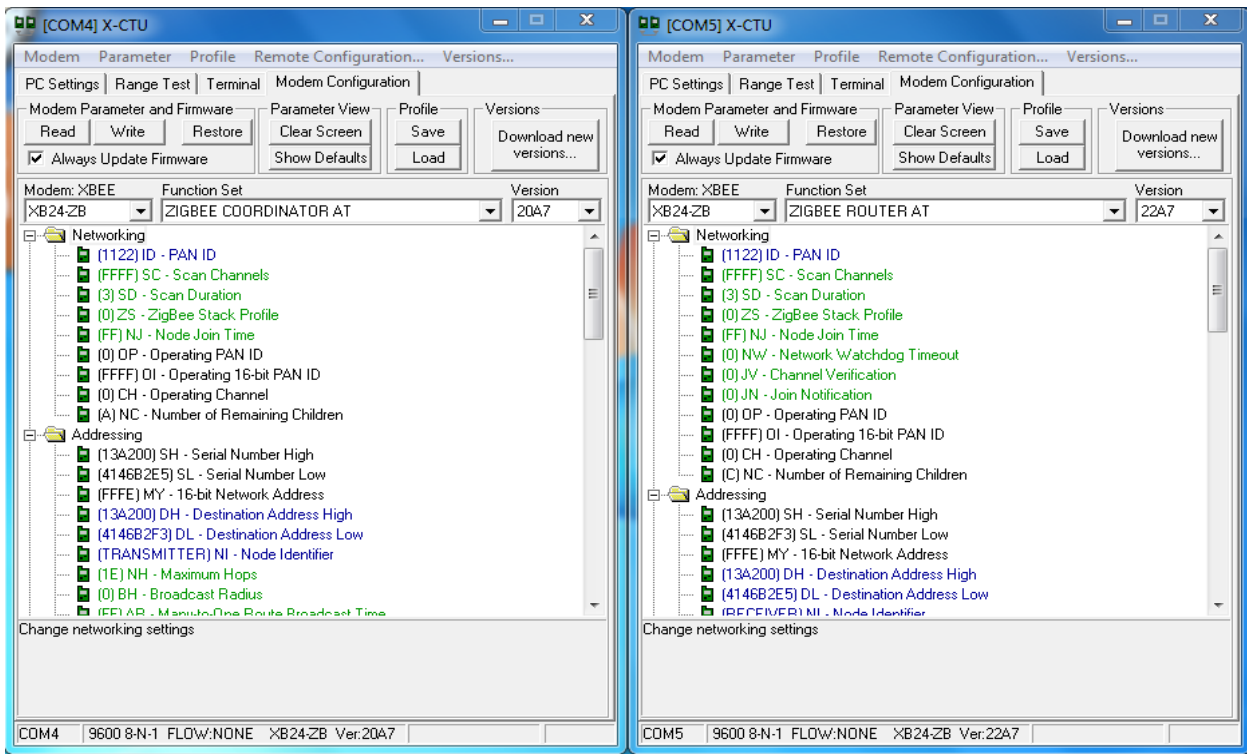 [COM4] X-CTU
Modem Parameter Profile Remote Configuration... Versions...
PC Settings Range Test Terminal Modem Configuration
Modem Parameter and Firmware Parameter View Profile Versions
Read Write Restore Clear Screen Save Download new versions...
Always Update Firmware Show Defaults Load
Modem: XBEE Function Set Version
XB24-ZB ZIGBEE COORDINATOR AT 20A7
Networking
(1122) ID - PAN ID
(FFFF) SC - Scan Channels
(3) SD - Scan Duration
(0) ZS - ZigBee Stack Profile
(FF) NJ - Node Join Time
(0) OP - Operating PAN ID
(FFFF) OI - Operating 16-bit PAN ID
(0) CH - Operating Channel
(A) NC - Number of Remaining Children
Addressing
(13A200) SH - Serial Number High
(4146B2E5) SL - Serial Number Low
(FFFE) MY - 16-bit Network Address
(13A200) DH - Destination Address High
(4146B2F3) DL - Destination Address Low
(TRANSMITTER) NI - Node Identifier
(1E) NH - Maximum Hops
(0) BH - Broadcast Radius
(FF) AR - Many-to-One Route Broadcast Time
Change networking settings
COM4 9600 8-N-1 FLOW:NONE XB24-ZB Ver:20A7
[COM5] X-CTU
Modem Parameter Profile Remote Configuration... Versions...
PC Settings Range Test Terminal Modem Configuration
Modem Parameter and Firmware Parameter View Profile Versions
Read Write Restore Clear Screen Save Download new versions...
Always Update Firmware Show Defaults Load
Modem: XBEE Function Set Version
XB24-ZB ZIGBEE ROUTER AT 22A7
Networking
(1122) ID - PAN ID
(FFFF) SC - Scan Channels
(3) SD - Scan Duration
(0) ZS - ZigBee Stack Profile
(FF) NJ - Node Join Time
(0) NW - Network Watchdog Timeout
(0) JV - Channel Verification
(0) JN - Join Notification
(0) OP - Operating PAN ID
(FFFF) OI - Operating 16-bit PAN ID
(0) CH - Operating Channel
(C) NC - Number of Remaining Children
Addressing
(13A200) SH - Serial Number High
(4146B2F3) SL - Serial Number Low
(FFFE) MY - 16-bit Network Address
(13A200) DH - Destination Address High
(4146B2E5) DL - Destination Address Low
(RECEIVER) NI - Node Identifier
Change networking settings
COM5 9600 8-N-1 FLOW:NONE XB24-ZB Ver:22A7